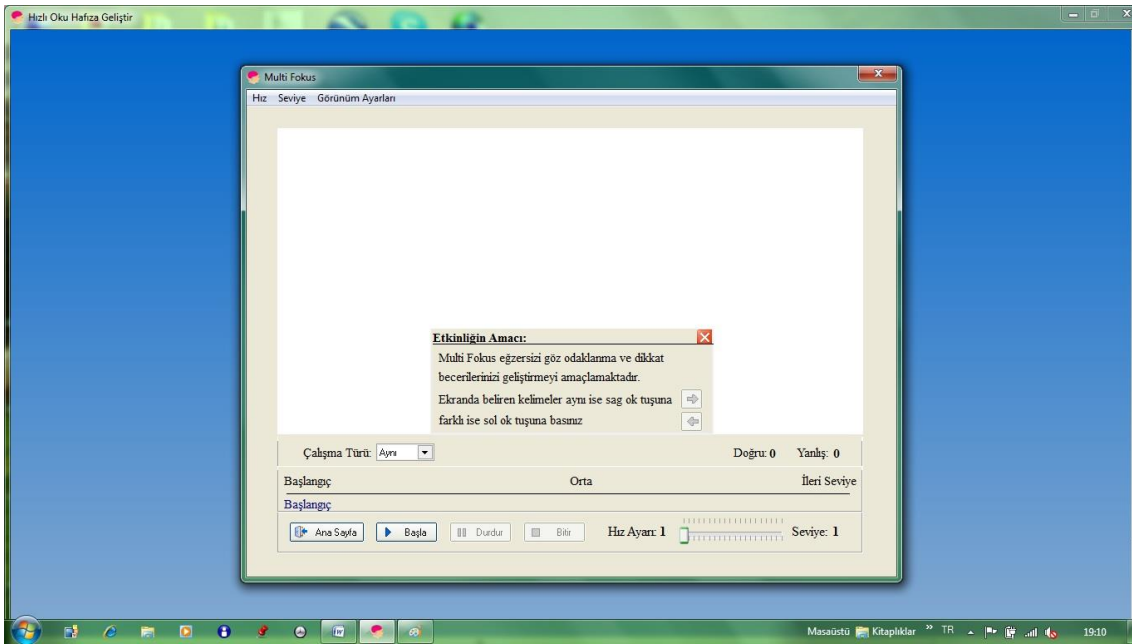 Hızlı Oku Hafıza Geliştir
Multi Fokus
Hız Seviye Görünüm Ayarları
Etkinliğin Amacı:
Multi Fokus eğzersizi göz odaklanma ve dikkat
becerilerinizi geliştirmeyi amaçlamaktadır.
Ekranda beliren kelimeler aynı ise sag ok tuşuna
farklı ise sol ok tuşuna basınız
Çalışma Türü: Aynı
Doğru: 0 Yanlış: 0
Başlangıç Orta İleri Seviye
Başlangıç
Ana Sayfa Başla Durdur Bitir Hız Ayarı: 1 Seviye: 1
Masaüstü Kitaplıklar » TR 19:10